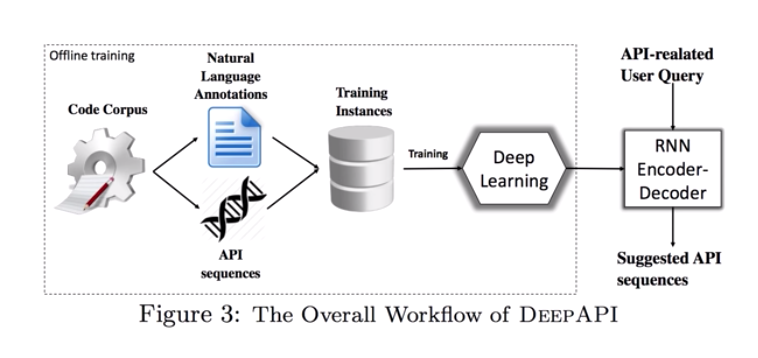 Offline training
Code Corpus
Natural
Language
Annotations
API
sequences
Training
Instances
Training
Deep
Learning
API-realated
User Query
RNN
Encoder-
Decoder
Suggested API
sequences
Figure 3: The Overall Workflow of DEEPAPI